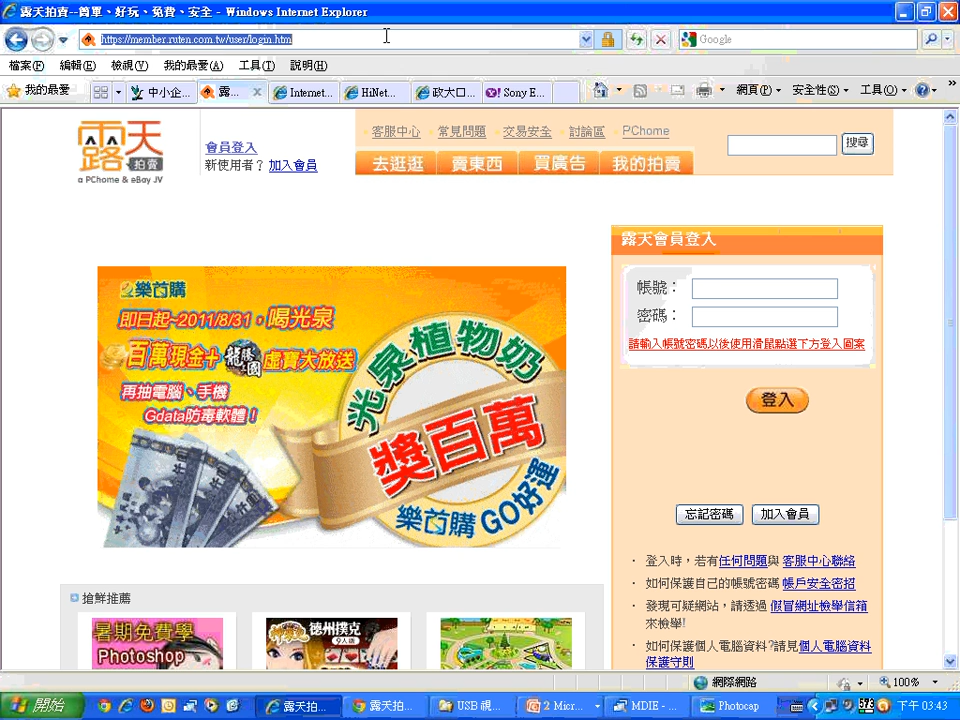 露天拍賣--簡單、好玩、免費、安全 - Windows Internet Explorer
https://member.ruten.com.tw/user/login.htm
Google
檔案(F) 編輯(E) 檢視(V) 我的最愛(A) 工具(T) 說明(H)
我的最愛 中小企... 露... Internet... HiNet... 政大口... Sony E... 網頁(P) 安全性(S) 工具(O)
露天拍賣
a PChome & eBay JV
會員登入
新使用者？ 加入會員
客服中心 常見問題 交易安全 討論區 PChome
去逛逛 賣東西 買廣告 我的拍賣
搜尋
露天會員登入
帳號：
密碼：
請輸入帳號密碼以後使用滑鼠點選下方登入圖案
登入
忘記密碼 加入會員
登入時，若有任何問題與 客服中心聯絡
如何保護自己的帳號密碼 帳戶安全密招
發現可疑網站，請透過 假冒網址檢舉信箱
來檢舉!
如何保護個人電腦資料?請見個人電腦資料
保護守則
樂首購
即日起~2011/8/31，喝光泉
百萬現金+ 虛寶大放送
再抽電腦、手機
Gdata防毒軟體！
光泉植物奶
獎百萬
樂首購GO好運
搶鮮推薦
暑期免費學
Photoshop
德州撲克
9人桌
網際網路 100%
開始 露天拍... 露天拍... USB 視... 2 Micr... MDIE - ... Photocap 下午 03:43